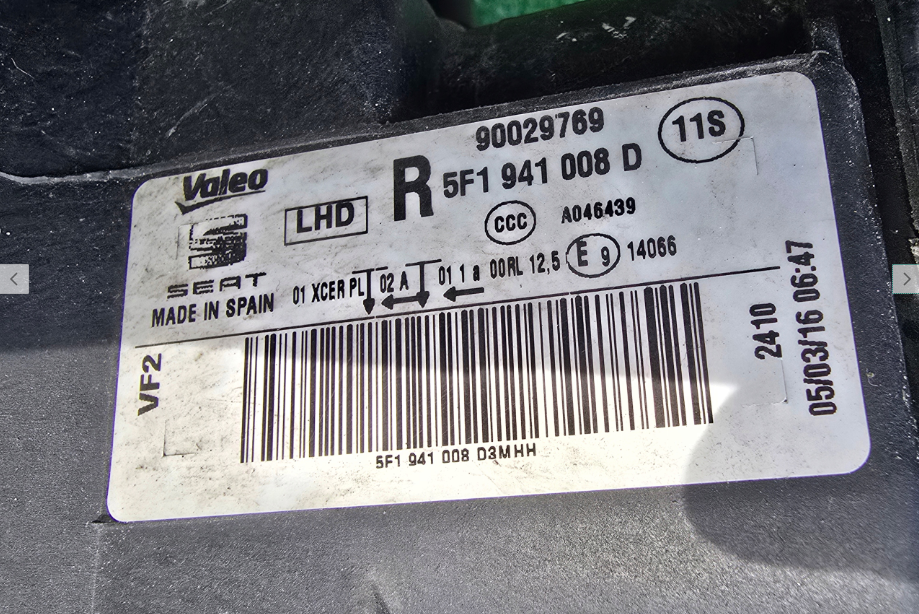 90029769
11S
Valeo
R 5F1 941 008 D
LHD
CCC A046439
SEAT
01 XCER PL 02 A 01 1a 00RL 12,5 E 9 14066
MADE IN SPAIN
VF2
2410
05/03/16 06:47
5F1 941 008 D3MHH